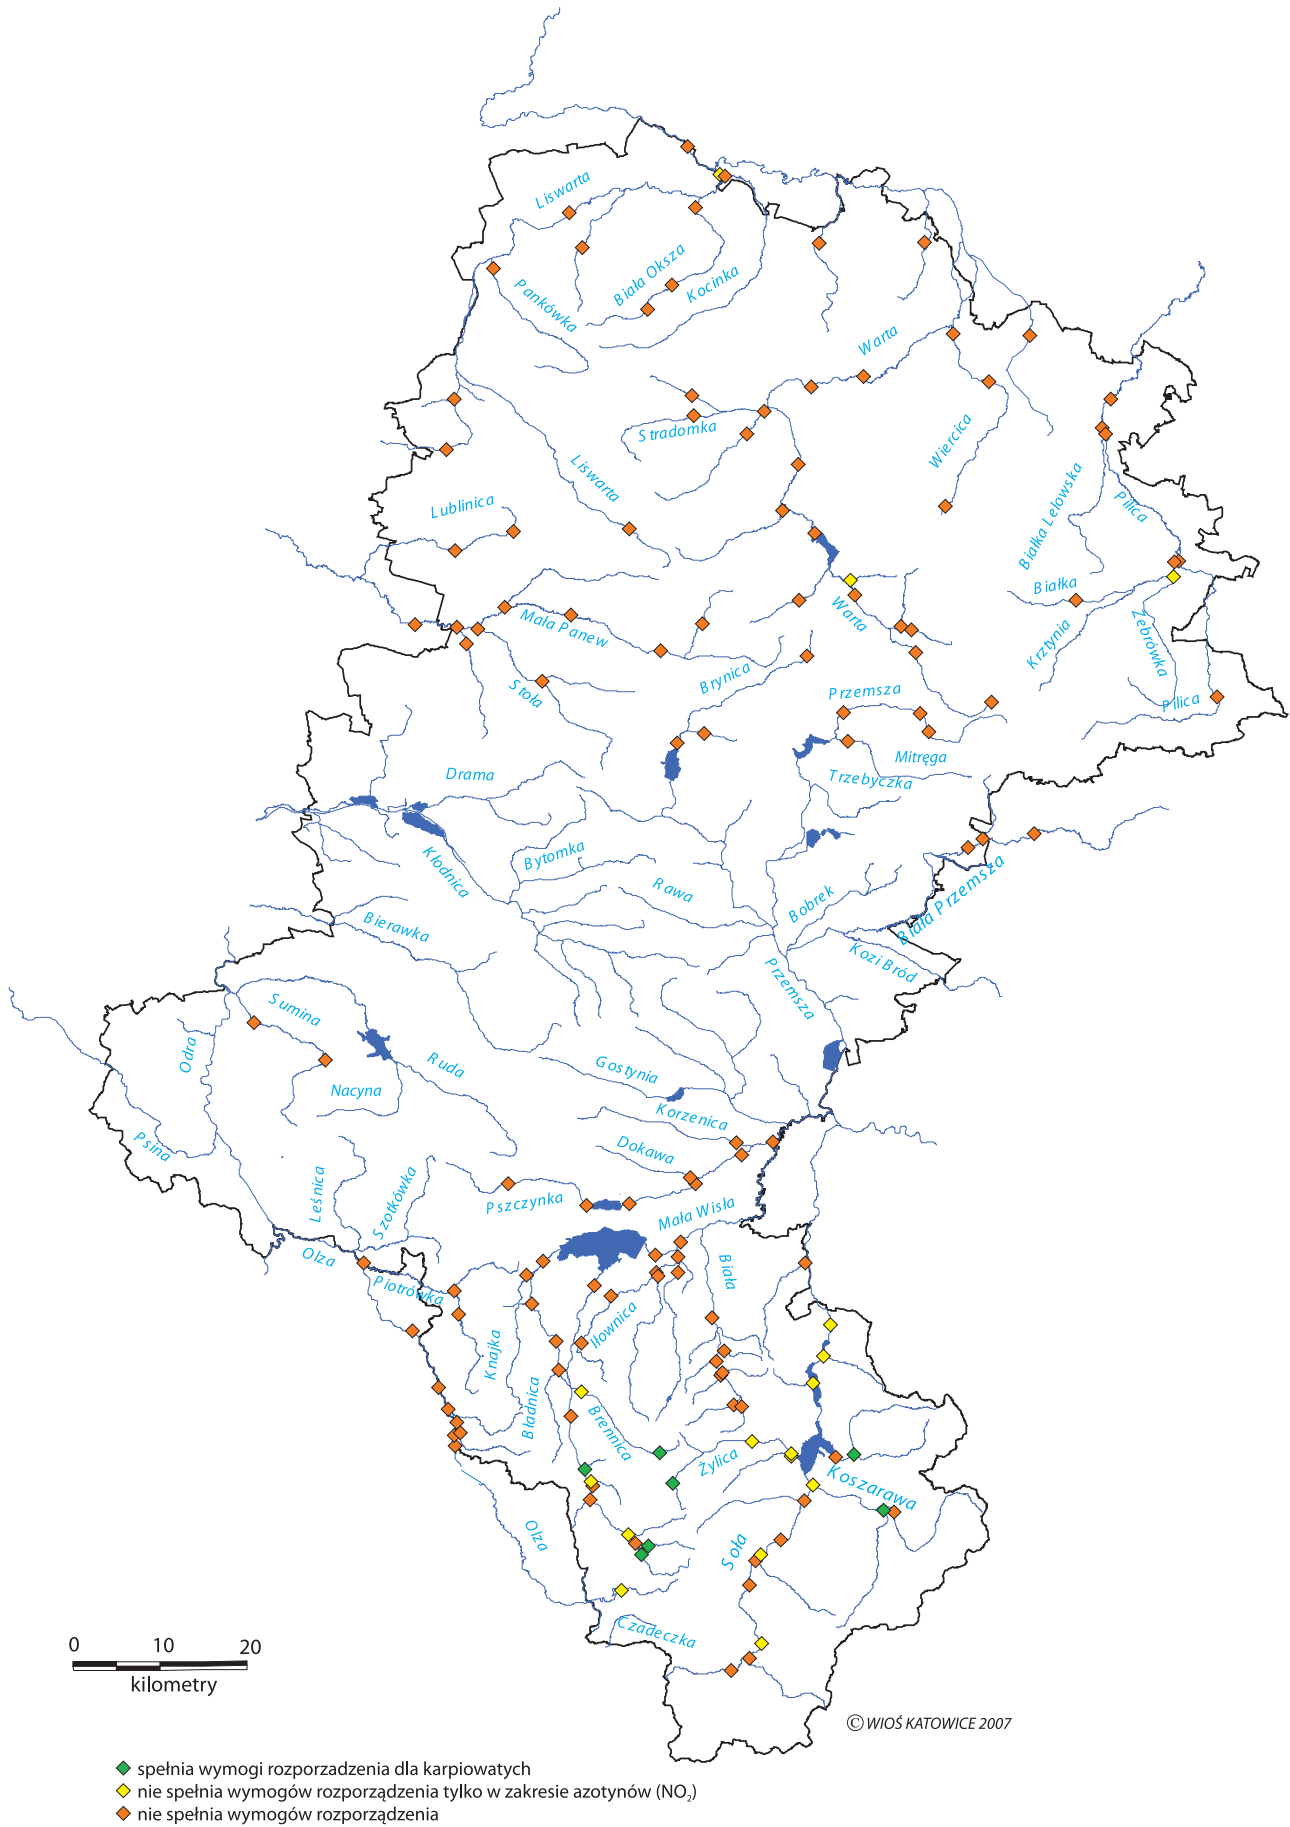 Liswarta
Biała Oksza
Kocinka
Pankówka
Warta
Stradomka
Wiercica
Liswarta
Lublinica
Białka Lelowska
Pilica
Białka
Warta
Mała Panew
Krztynia
Żebrówka
Brynica
Stoła
Przemsza
Pilica
Mitręga
Drama
Trzebyczka
Bytomka
Kłodnica
Rawa
Bobrek
Biała Przemsza
Bierawka
Kozi Bród
Przemsza
Sumina
Odra
Ruda
Gostynia
Nacyna
Korzenica
Psina
Dokawa
Leśnica
Szotkówka
Pszczynka
Mała Wisła
Olza
Biała
Piotrówka
Iłownica
Knajka
Bładnica
Brennica
Żylica
Koszarawa
Olza
Soła
Czadeczka
0 10 20
kilometry
© WIOŚ KATOWICE 2007
spełnia wymogi rozporzadzenia dla karpiowatych
nie spełnia wymogów rozporządzenia tylko w zakresie azotynów (NO₂)
nie spełnia wymogów rozporządzenia